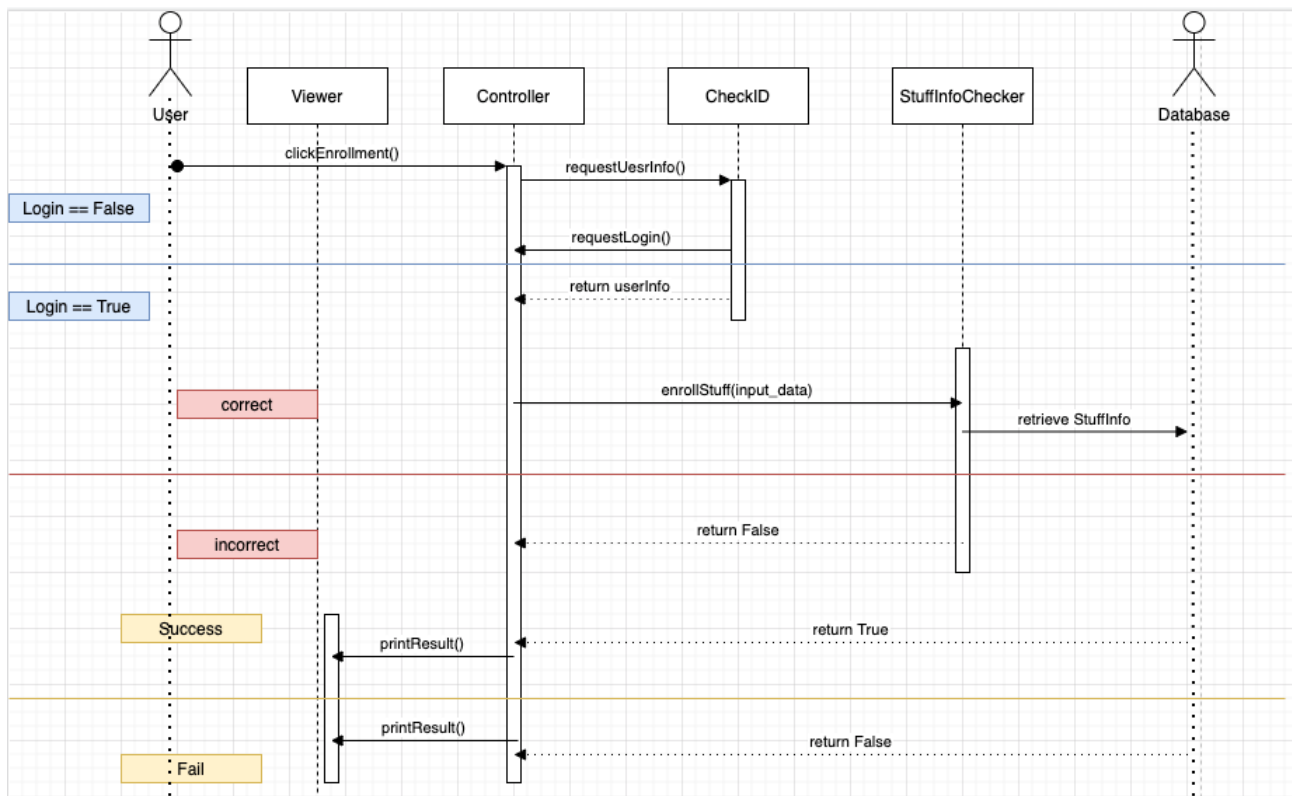 User
Viewer
Controller
CheckID
StuffInfoChecker
Database
clickEnrollment()
requestUesrInfo()
Login == False
requestLogin()
return userInfo
Login == True
enrollStuff(input_data)
correct
retrieve StuffInfo
return False
incorrect
Success
return True
printResult()
printResult()
return False
Fail